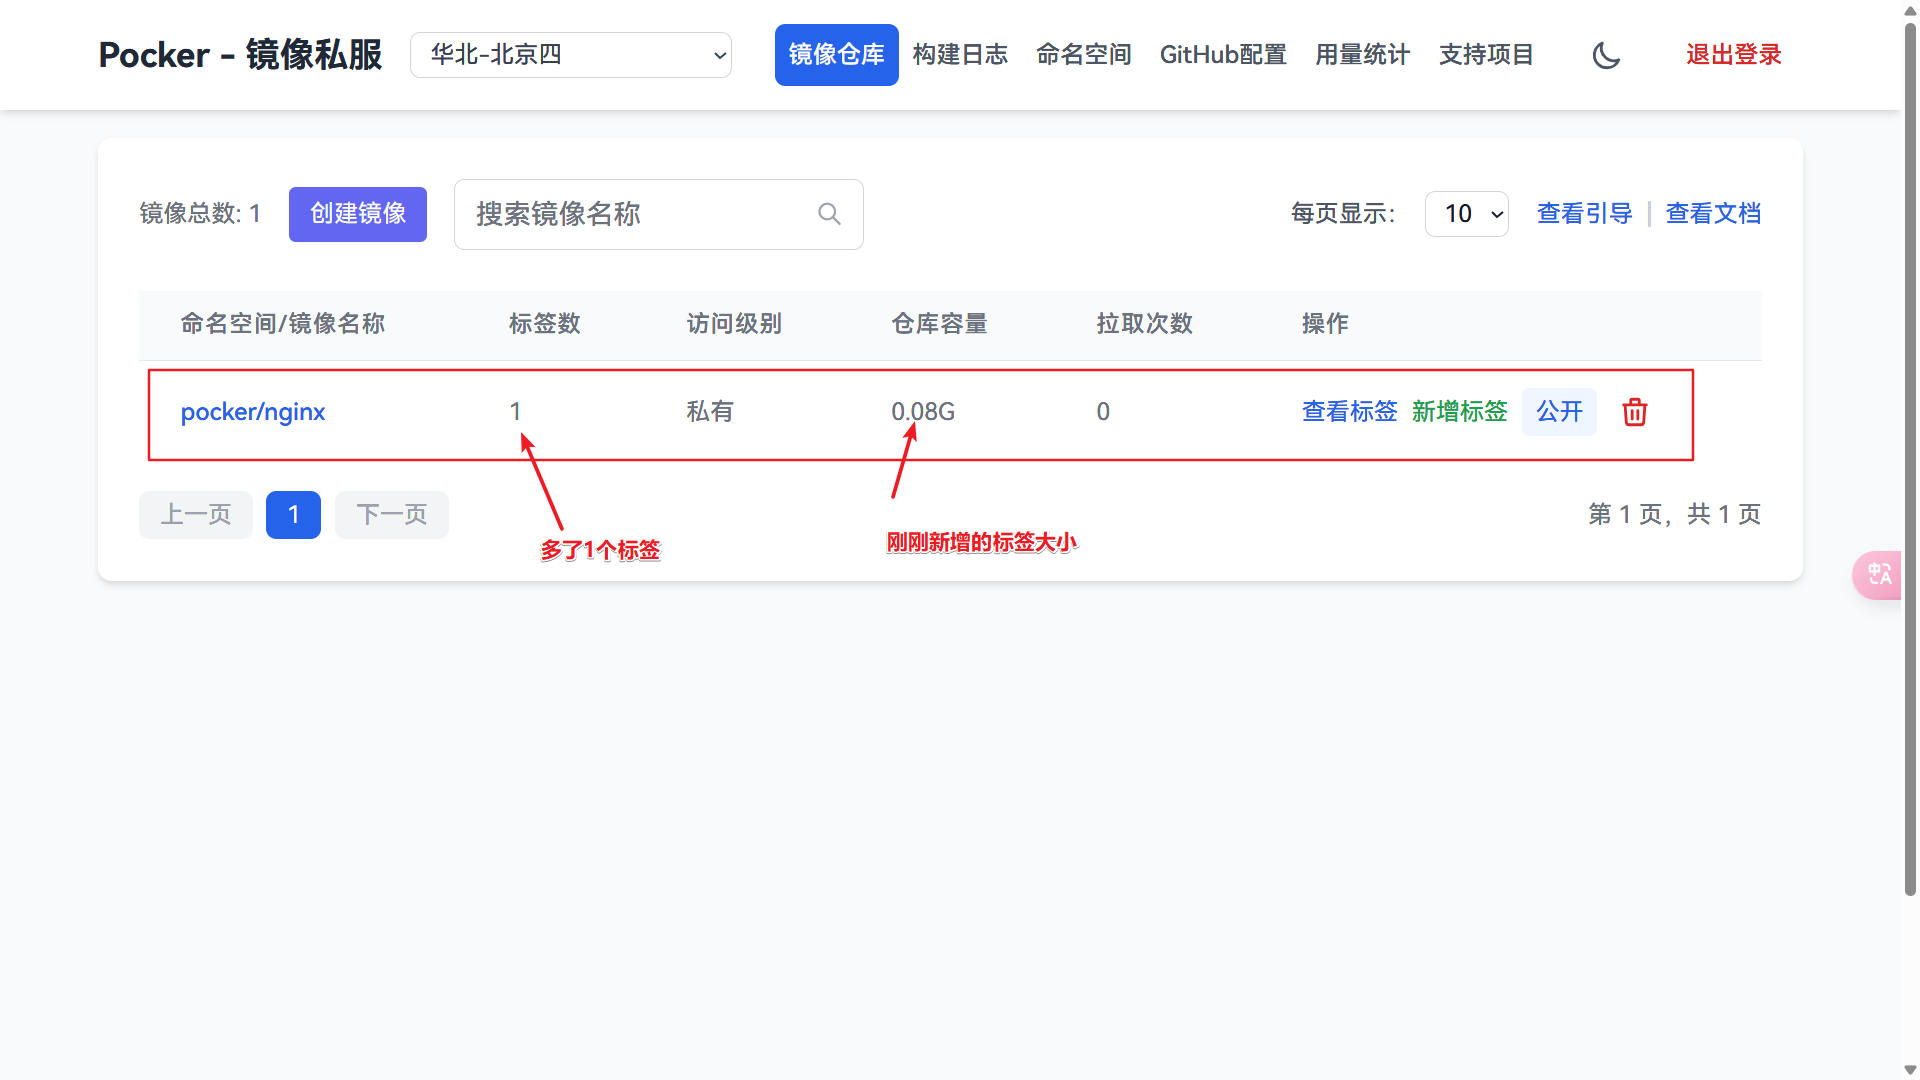 Pocker - 镜像私服
华北-北京四
镜像仓库 构建日志 命名空间 GitHub配置 用量统计 支持项目 退出登录
镜像总数: 1 创建镜像 搜索镜像名称 每页显示： 10 查看引导 | 查看文档
命名空间/镜像名称 标签数 访问级别 仓库容量 拉取次数 操作
pocker/nginx 1 私有 0.08G 0 查看标签 新增标签 公开
上一页 1 下一页 第 1 页，共 1 页
多了1个标签 刚刚新增的标签大小
中A